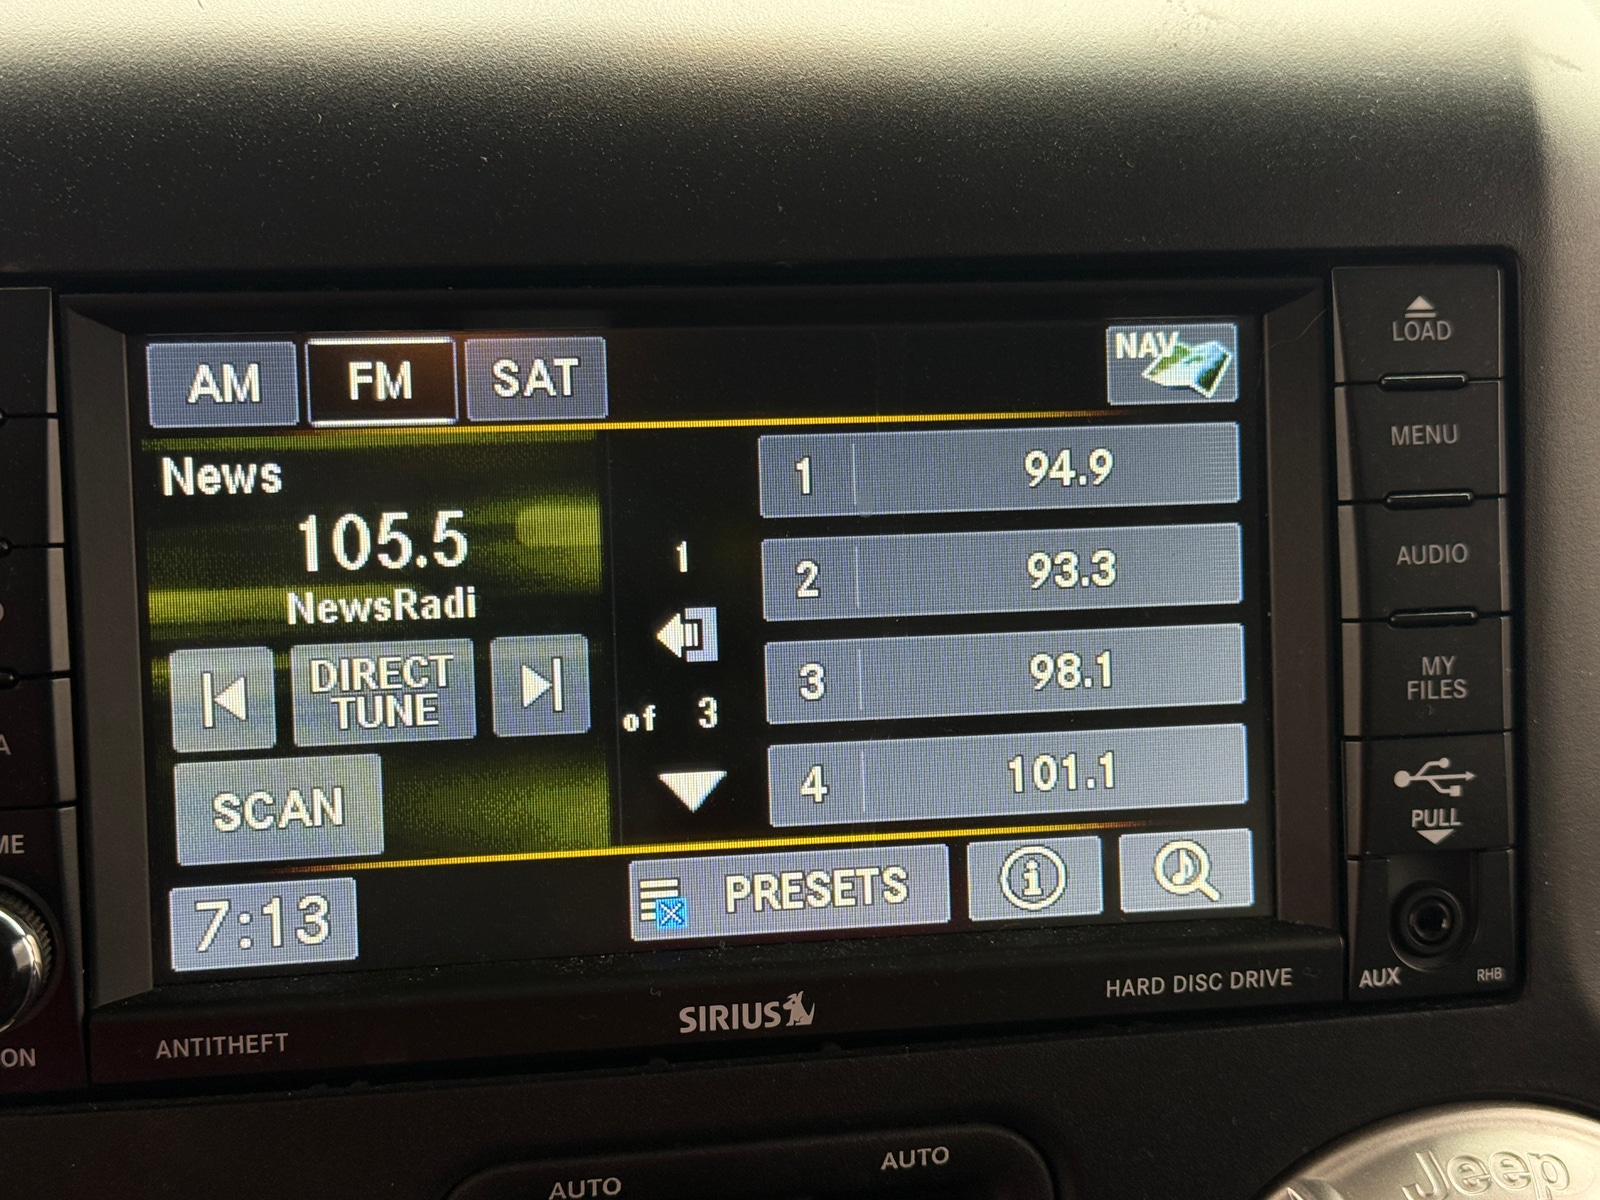 AM FM SAT NAV
News
105.5
NewsRadi
DIRECT
TUNE
SCAN
7:13
1
of 3
1 94.9
2 93.3
3 98.1
4 101.1
PRESETS
i
LOAD
MENU
AUDIO
MY
FILES
PULL
AUX RHB
ME
ON
ANTITHEFT
SIRIUS
HARD DISC DRIVE
AUTO
AUTO
Jeep